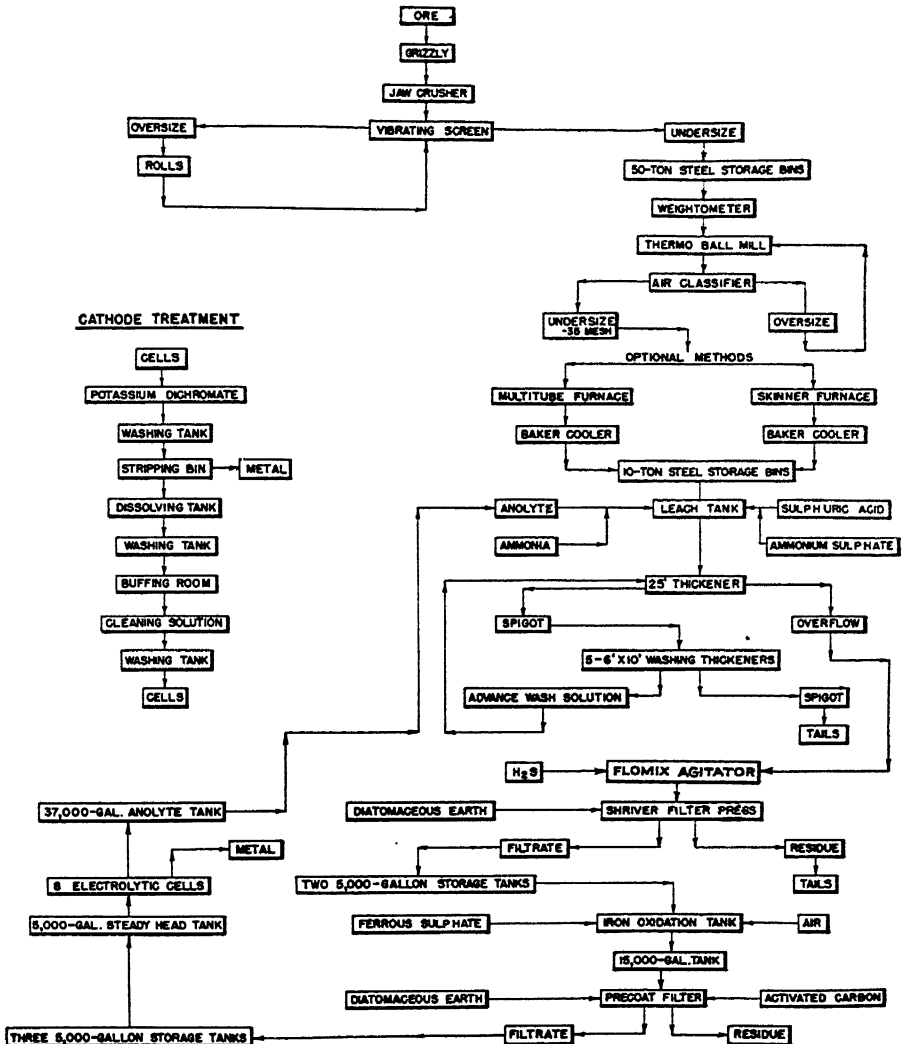 ORE
GRIZZLY
JAW CRUSHER
OVERSIZE
VIBRATING SCREEN
UNDERSIZE
ROLLS
50-TON STEEL STORAGE BINS
WEIGHTOMETER
THERMO BALL MILL
AIR CLASSIFIER
UNDERSIZE
-35 MESH
OVERSIZE
OPTIONAL METHODS
MULTITUBE FURNACE
SKINNER FURNACE
BAKER COOLER
BAKER COOLER
10-TON STEEL STORAGE BINS
CATHODE TREATMENT
CELLS
POTASSIUM DICHROMATE
WASHING TANK
STRIPPING BIN
METAL
DISSOLVING TANK
WASHING TANK
BUFFING ROOM
CLEANING SOLUTION
WASHING TANK
CELLS
ANOLYTE
LEACH TANK
SULPHURIC ACID
AMMONIA
AMMONIUM SULPHATE
25' THICKENER
SPIGOT
OVERFLOW
5-6' X10' WASHING THICKENERS
ADVANCE WASH SOLUTION
SPIGOT
TAILS
H2S
FLOMIX AGITATOR
37,000-GAL. ANOLYTE TANK
DIATOMACEOUS EARTH
SHRIVER FILTER PRESS
METAL
FILTRATE
RESIDUE
8 ELECTROLYTIC CELLS
TWO 5,000-GALLON STORAGE TANKS
TAILS
5,000-GAL. STEADY HEAD TANK
FERROUS SULPHATE
IRON OXIDATION TANK
AIR
15,000-GAL. TANK
DIATOMACEOUS EARTH
PRECOAT FILTER
ACTIVATED CARBON
THREE 5,000-GALLON STORAGE TANKS
FILTRATE
RESIDUE